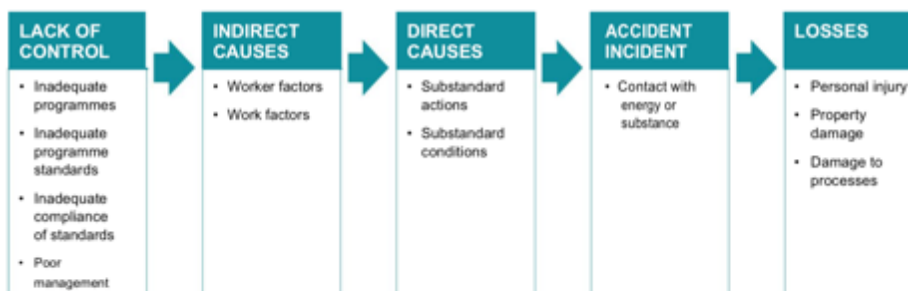 LACK OF
CONTROL
• Inadequate
programmes
• Inadequate
programme
standards
• Inadequate
compliance
of standards
• Poor
management
INDIRECT
CAUSES
• Worker factors
• Work factors
DIRECT
CAUSES
• Substandard
actions
• Substandard
conditions
ACCIDENT
INCIDENT
• Contact with
energy or
substance
LOSSES
• Personal injury
• Property
damage
• Damage to
processes